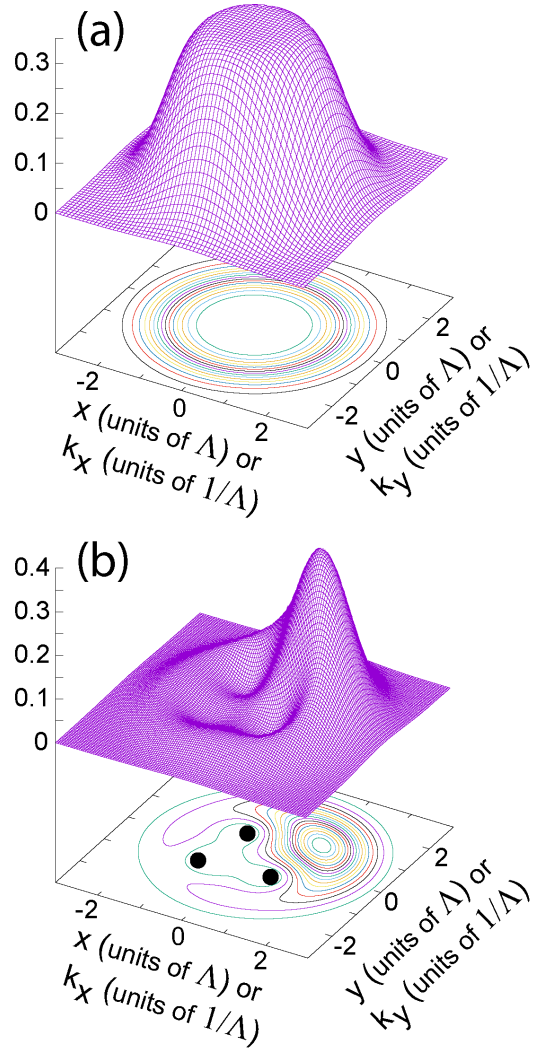 (a)
0.3
0.2
0.1
0
-2
0
2
x (units of Λ) or
kx (units of 1/Λ)
-2
0
2
y (units of Λ) or
ky (units of 1/Λ)
(b)
0.4
0.3
0.2
0.1
0
-2
0
2
x (units of Λ) or
kx (units of 1/Λ)
-2
0
2
y (units of Λ) or
ky (units of 1/Λ)